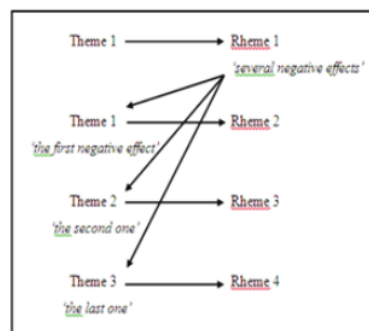 Theme 1 Rheme 1
'several negative effects'
Theme 1 Rheme 2
'the first negative effect'
Theme 2 Rheme 3
'the second one'
Theme 3 Rheme 4
'the last one'